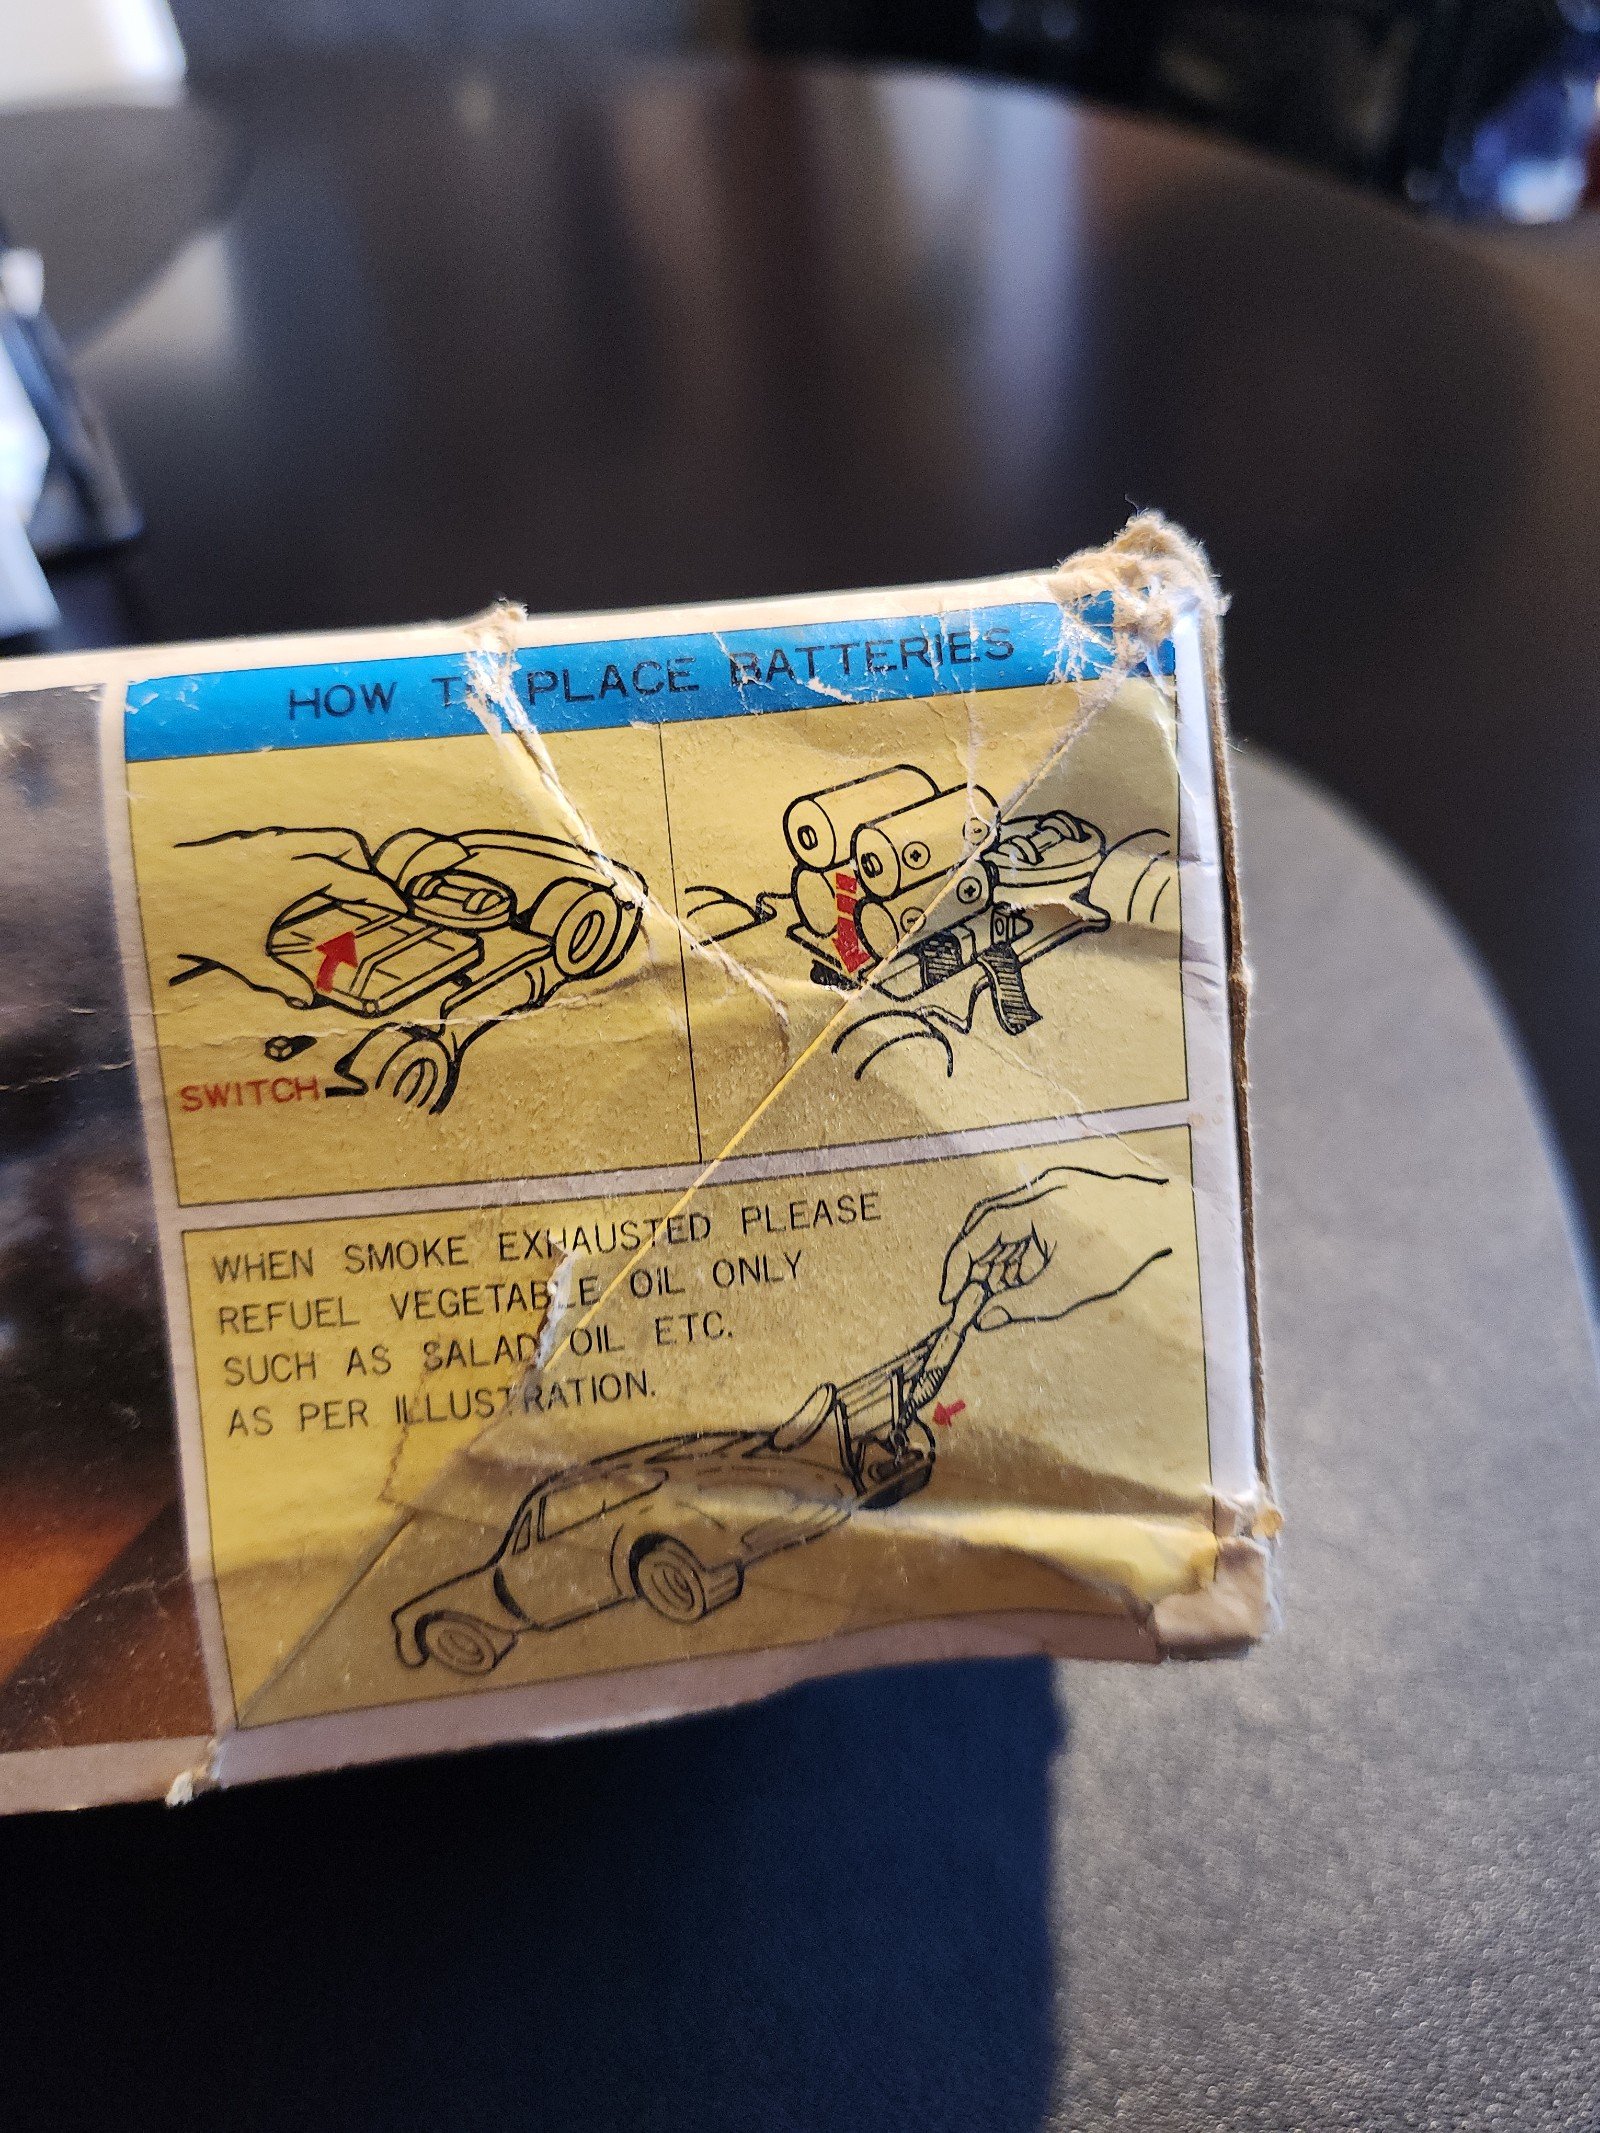 HOW TO PLACE BATTERIES
SWITCH
WHEN SMOKE EXHAUSTED PLEASE
REFUEL VEGETABLE OIL ONLY
SUCH AS SALAD OIL ETC.
AS PER ILLUSTRATION.